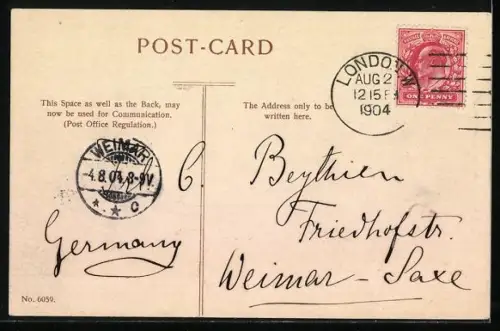 POST-CARD
This Space as well as the Back, may
now be used for Communication.
(Post Office Regulation.)
The Address only to be
written here.
LONDON·W
AUG 2
12 15 P
1904
ONE PENNY
WEIMAR
4.8.04. 8-9V.
* * c
C. Beythien
Friedhofstr.
Weimar - Saxe
Germany
No. 6059.